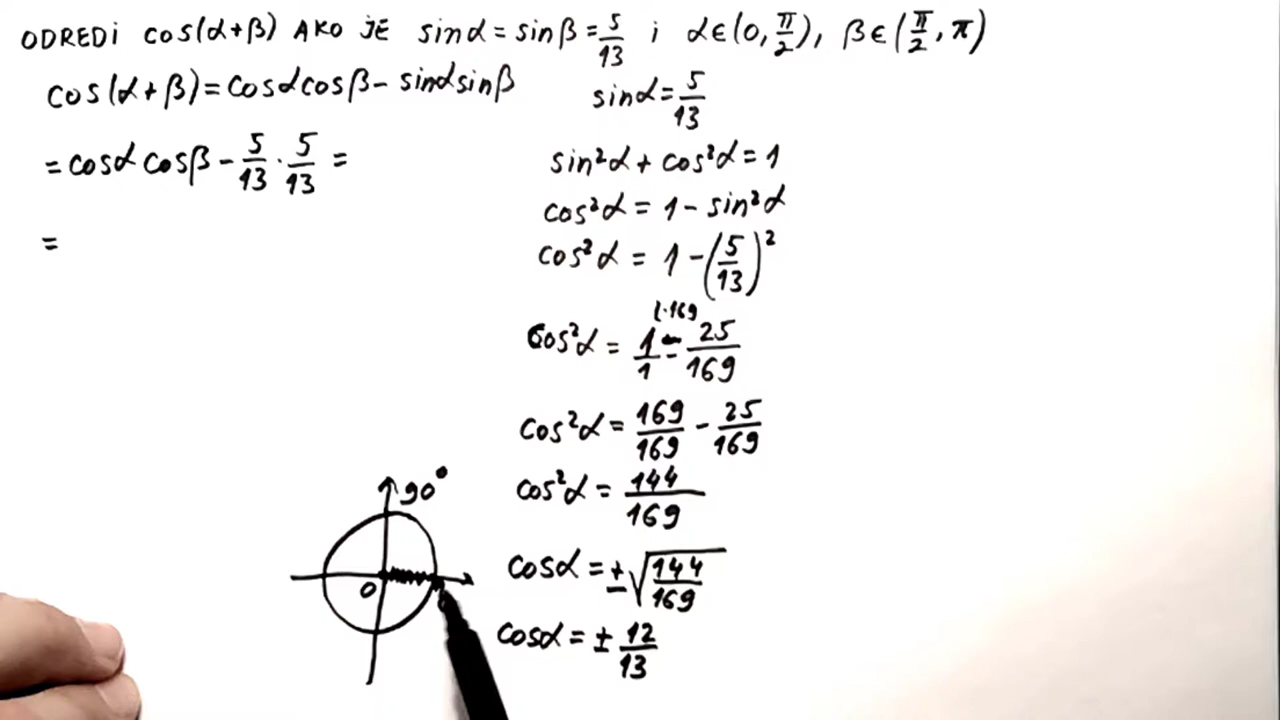 ODREDi cos(α+β) AKO JE sinα = sinβ = 5/13 i α∈(0, π/2), β∈(π/2, π)
cos(α+β) = cosα cosβ - sinα sinβ
= cosα cosβ - 5/13 · 5/13 =
=
sinα = 5/13
sin²α + cos²α = 1
cos²α = 1 - sin²α
cos²α = 1 - (5/13)²
/·169
cos²α = 1/1 - 25/169
cos²α = 169/169 - 25/169
cos²α = 144/169
cosα = ±√(144/169)
cosα = ± 12/13
90°
0